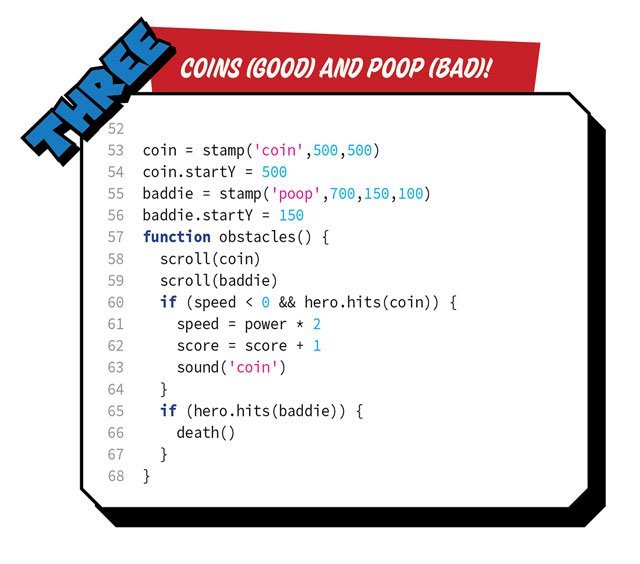 THREE
COINS (GOOD) AND POOP (BAD)!
52
53 coin = stamp('coin',500,500)
54 coin.startY = 500
55 baddie = stamp('poop',700,150,100)
56 baddie.startY = 150
57 function obstacles() {
58   scroll(coin)
59   scroll(baddie)
60   if (speed < 0 && hero.hits(coin)) {
61     speed = power * 2
62     score = score + 1
63     sound('coin')
64   }
65   if (hero.hits(baddie)) {
66     death()
67   }
68 }